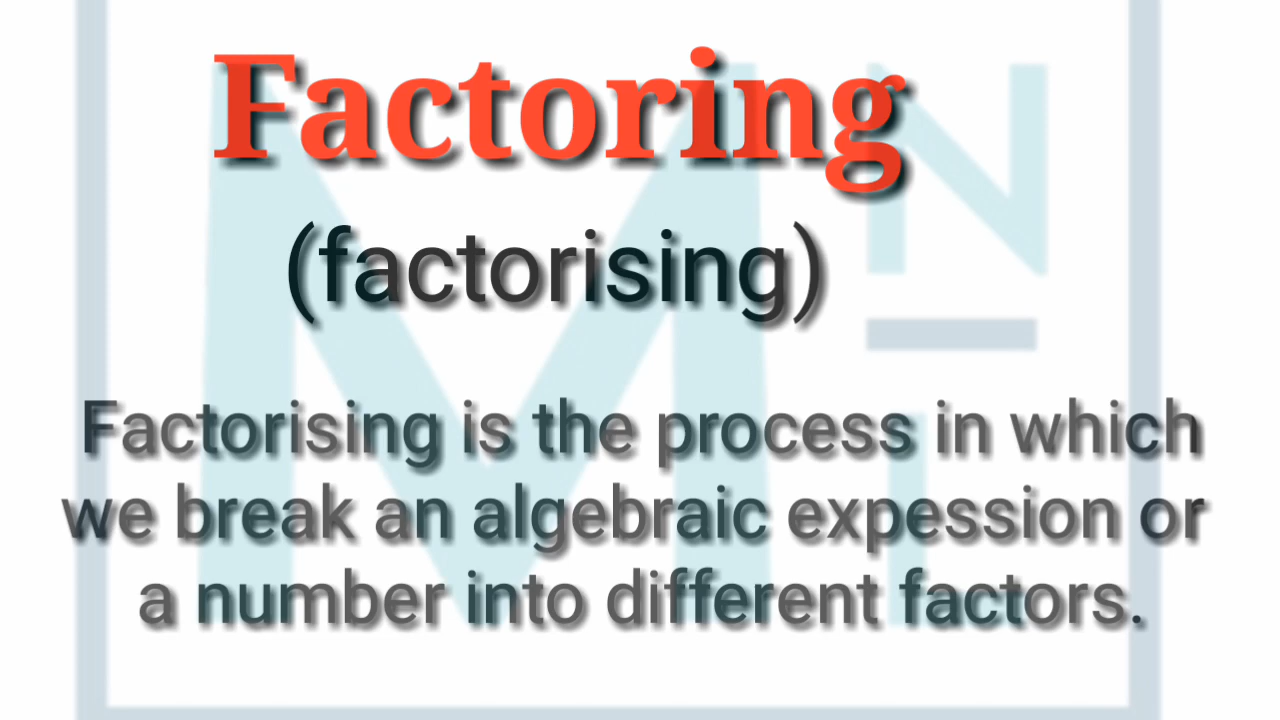 Factoring
(factorising)
Factorising is the process in which
we break an algebraic expession or
a number into different factors.